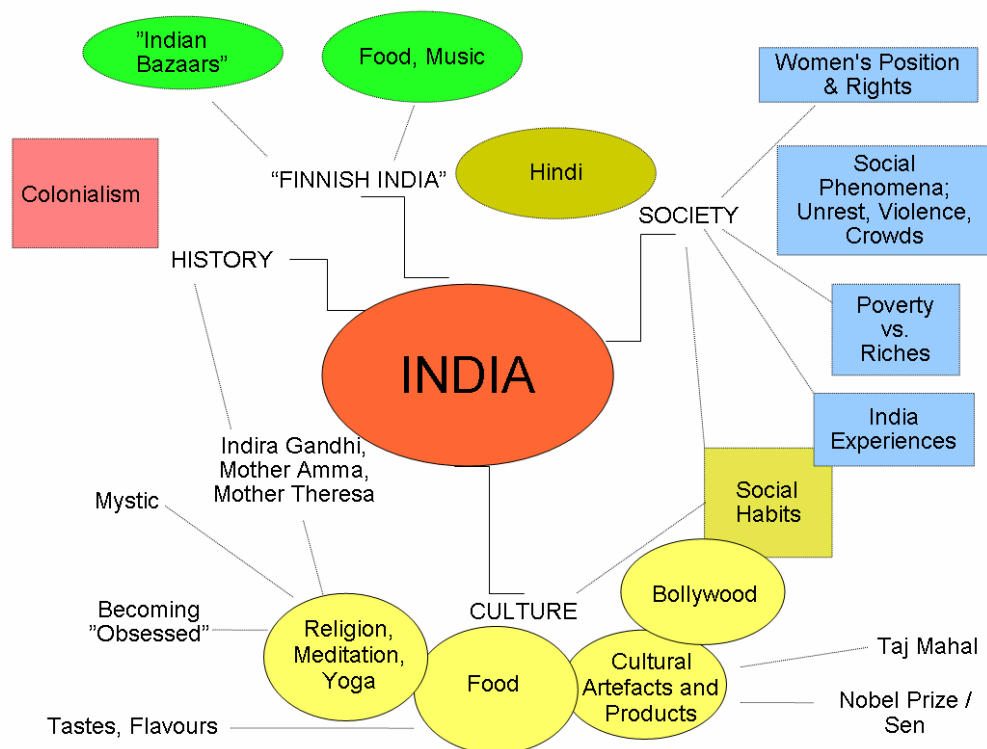 ”Indian
Bazaars”
Food, Music
Women's Position
& Rights
Colonialism
“FINNISH INDIA”
Hindi
SOCIETY
Social
Phenomena;
Unrest, Violence,
Crowds
HISTORY
INDIA
Poverty
vs.
Riches
India
Experiences
Indira Gandhi,
Mother Amma,
Mother Theresa
Social
Habits
Mystic
Bollywood
CULTURE
Becoming
”Obsessed”
Religion,
Meditation,
Yoga
Food
Cultural
Artefacts and
Products
Taj Mahal
Nobel Prize /
Sen
Tastes, Flavours